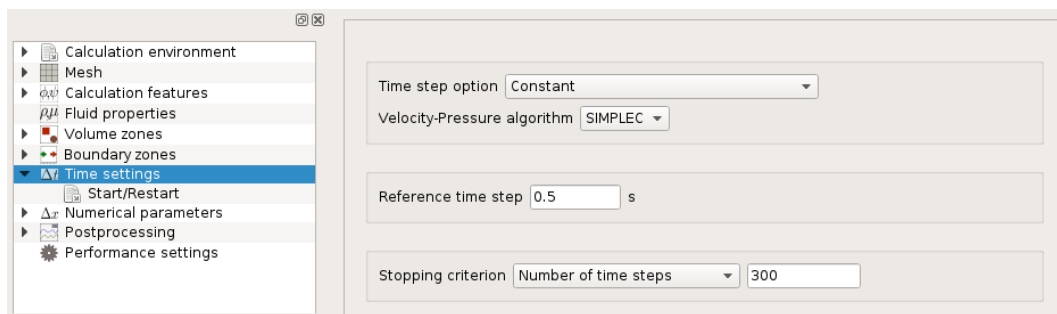 Calculation environment
Mesh
φ,ψ Calculation features
ρ,μ Fluid properties
Volume zones
Boundary zones
Δt Time settings
Start/Restart
Δx Numerical parameters
Postprocessing
Performance settings
Time step option Constant
Velocity-Pressure algorithm SIMPLEC
Reference time step 0.5 s
Stopping criterion Number of time steps 300